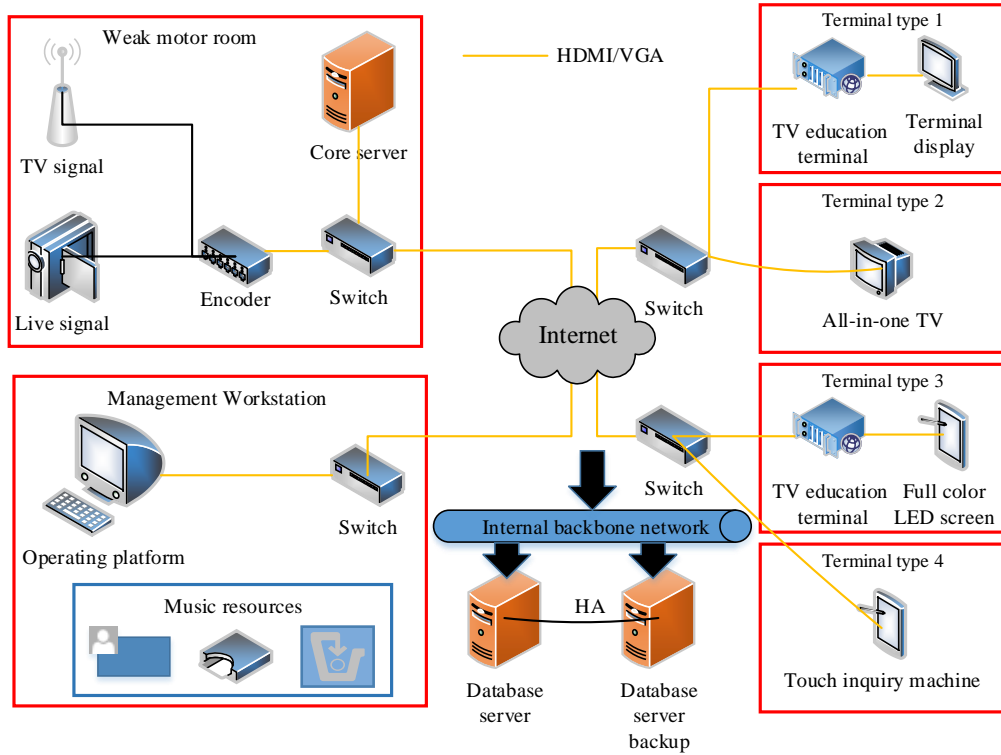 Weak motor room
TV signal
Core server
Live signal
Encoder
Switch
HDMI/VGA
Terminal type 1
TV education
terminal
Terminal
display
Terminal type 2
All-in-one TV
Switch
Internet
Management Workstation
Operating platform
Switch
Music resources
Switch
Terminal type 3
TV education
terminal
Full color
LED screen
Internal backbone network
HA
Database
server
Database
server
backup
Terminal type 4
Touch inquiry machine